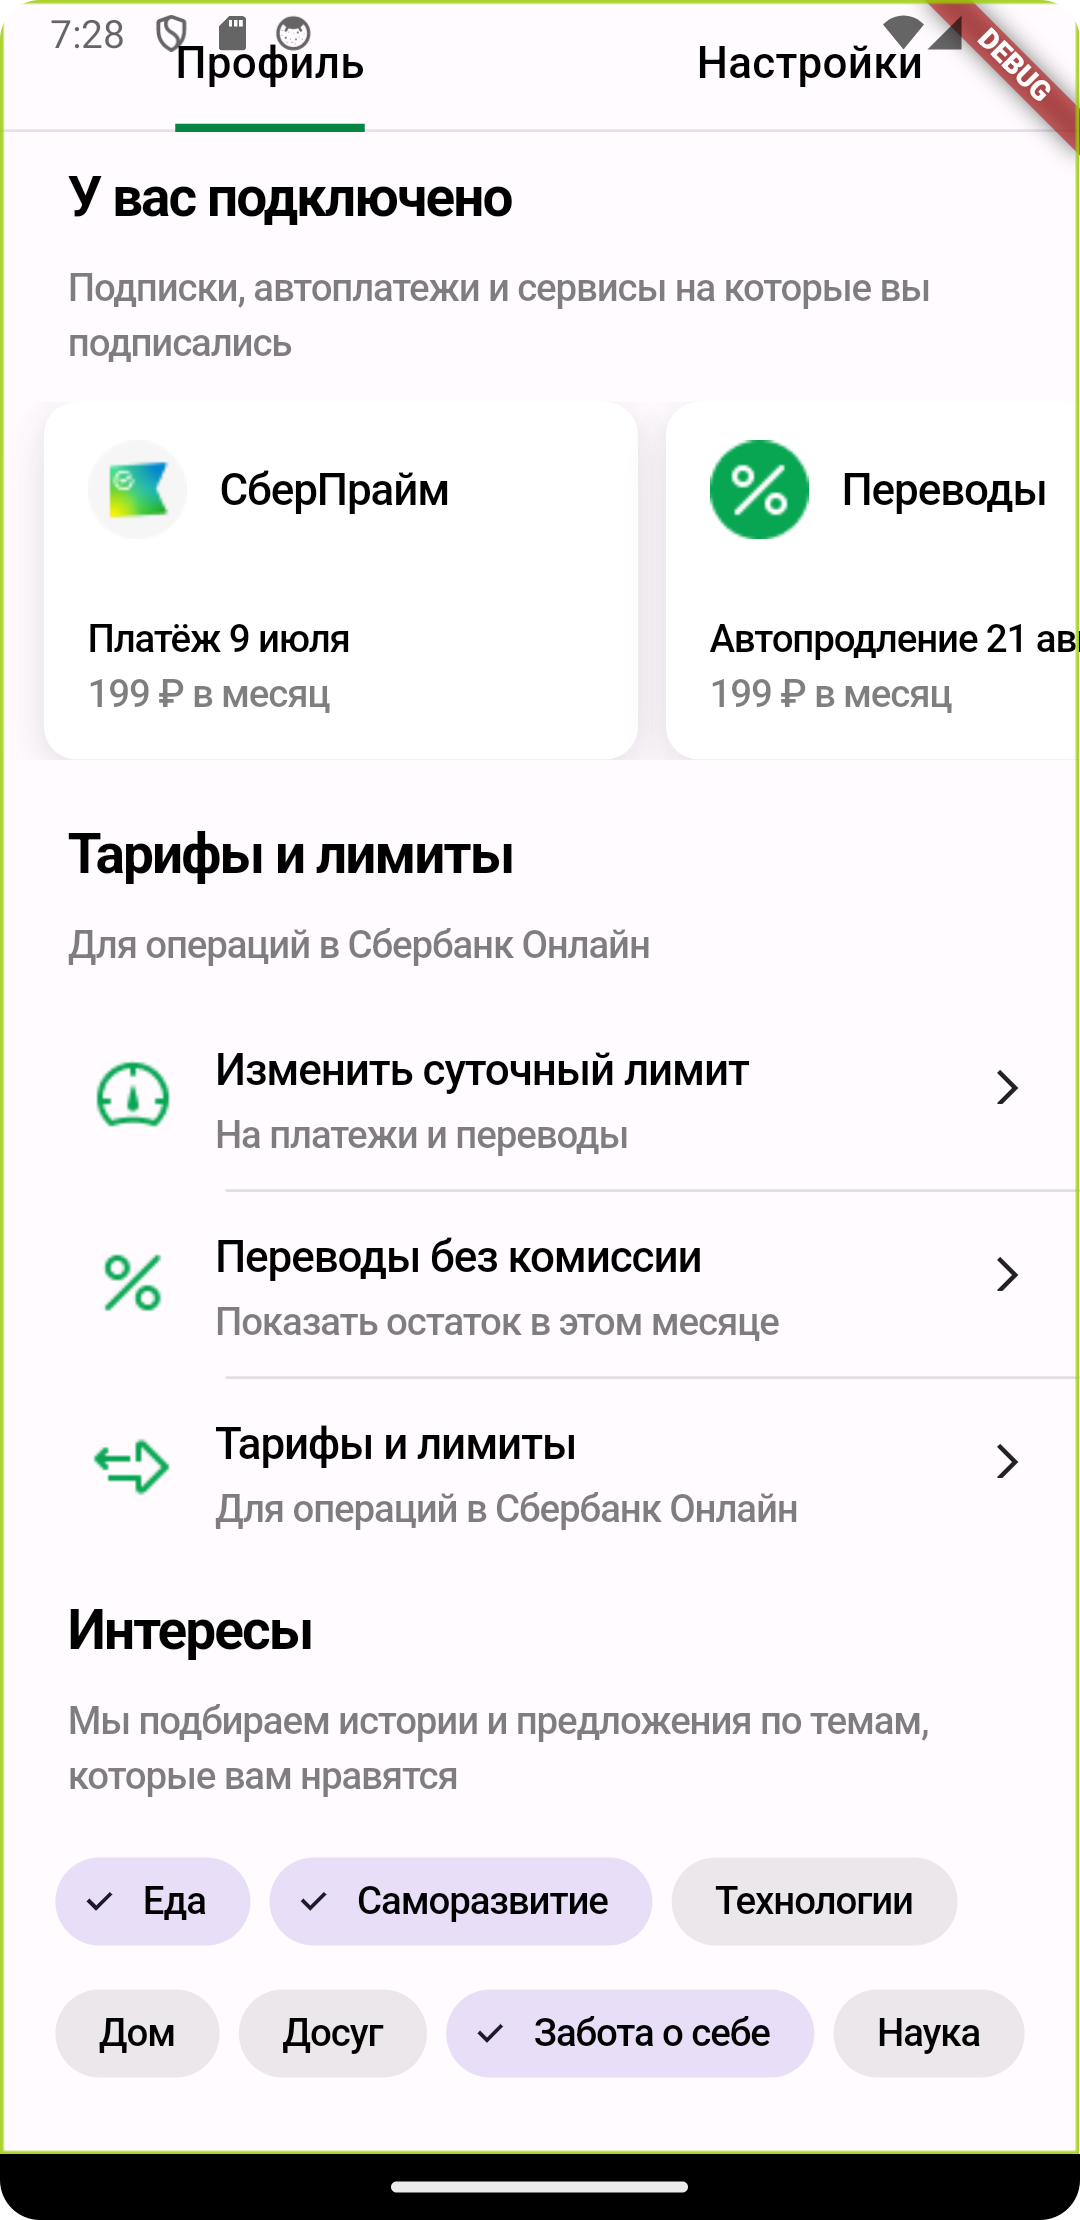 7:28
DEBUG
Профиль
Настройки
У вас подключено
Подписки, автоплатежи и сервисы на которые вы
подписались
СберПрайм
Переводы
Платёж 9 июля
Автопродление 21
199 ₽ в месяц
199 ₽ в месяц
Тарифы и лимиты
Для операций в Сбербанк Онлайн
Изменить суточный лимит
На платежи и переводы
Переводы без комиссии
Показать остаток в этом месяце
Тарифы и лимиты
Для операций в Сбербанк Онлайн
Интересы
Мы подбираем истории и предложения по темам,
которые вам нравятся
Еда
Саморазвитие
Технологии
Дом
Досуг
Забота о себе
Наука